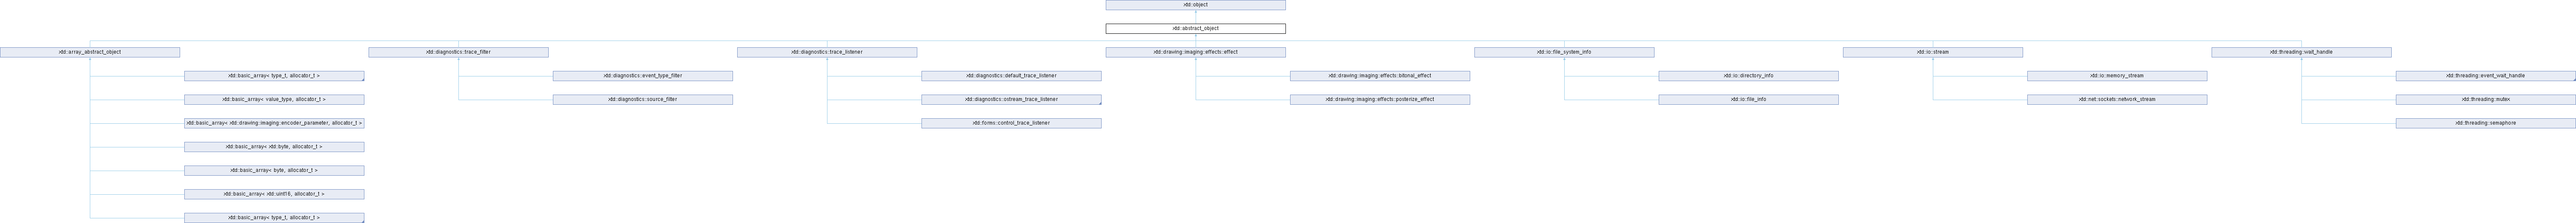 xtd::object
xtd::abstract_object
xtd::array_abstract_object
xtd::diagnostics::trace_filter
xtd::diagnostics::trace_listener
xtd::drawing::imaging::effects::effect
xtd::io::file_system_info
xtd::io::stream
xtd::threading::wait_handle
xtd::basic_array< type_t, allocator_t >
xtd::diagnostics::event_type_filter
xtd::diagnostics::default_trace_listener
xtd::drawing::imaging::effects::bitonal_effect
xtd::io::directory_info
xtd::io::memory_stream
xtd::threading::event_wait_handle
xtd::basic_array< value_type, allocator_t >
xtd::diagnostics::source_filter
xtd::diagnostics::ostream_trace_listener
xtd::drawing::imaging::effects::posterize_effect
xtd::io::file_info
xtd::net::sockets::network_stream
xtd::threading::mutex
xtd::basic_array< xtd::drawing::imaging::encoder_parameter, allocator_t >
xtd::forms::control_trace_listener
xtd::threading::semaphore
xtd::basic_array< xtd::byte, allocator_t >
xtd::basic_array< byte, allocator_t >
xtd::basic_array< xtd::uint16, allocator_t >
xtd::basic_array< type_t, allocator_t >